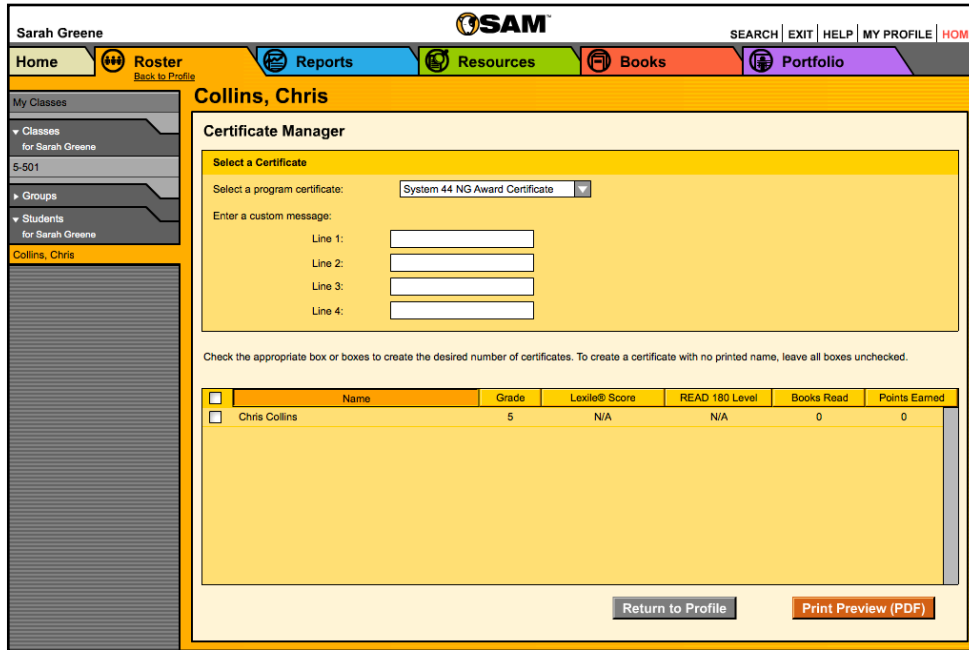 SAM™
Sarah Greene
SEARCH EXIT HELP MY PROFILE HOM
Home Roster Reports Resources Books Portfolio
Back to Profile
My Classes
Classes
for Sarah Greene
5-501
Groups
Students
for Sarah Greene
Collins, Chris
Collins, Chris
Certificate Manager
Select a Certificate
Select a program certificate: System 44 NG Award Certificate
Enter a custom message:
Line 1:
Line 2:
Line 3:
Line 4:
Check the appropriate box or boxes to create the desired number of certificates. To create a certificate with no printed name, leave all boxes unchecked.
Name Grade Lexile® Score READ 180 Level Books Read Points Earned
Chris Collins 5 N/A N/A 0 0
Return to Profile Print Preview (PDF)